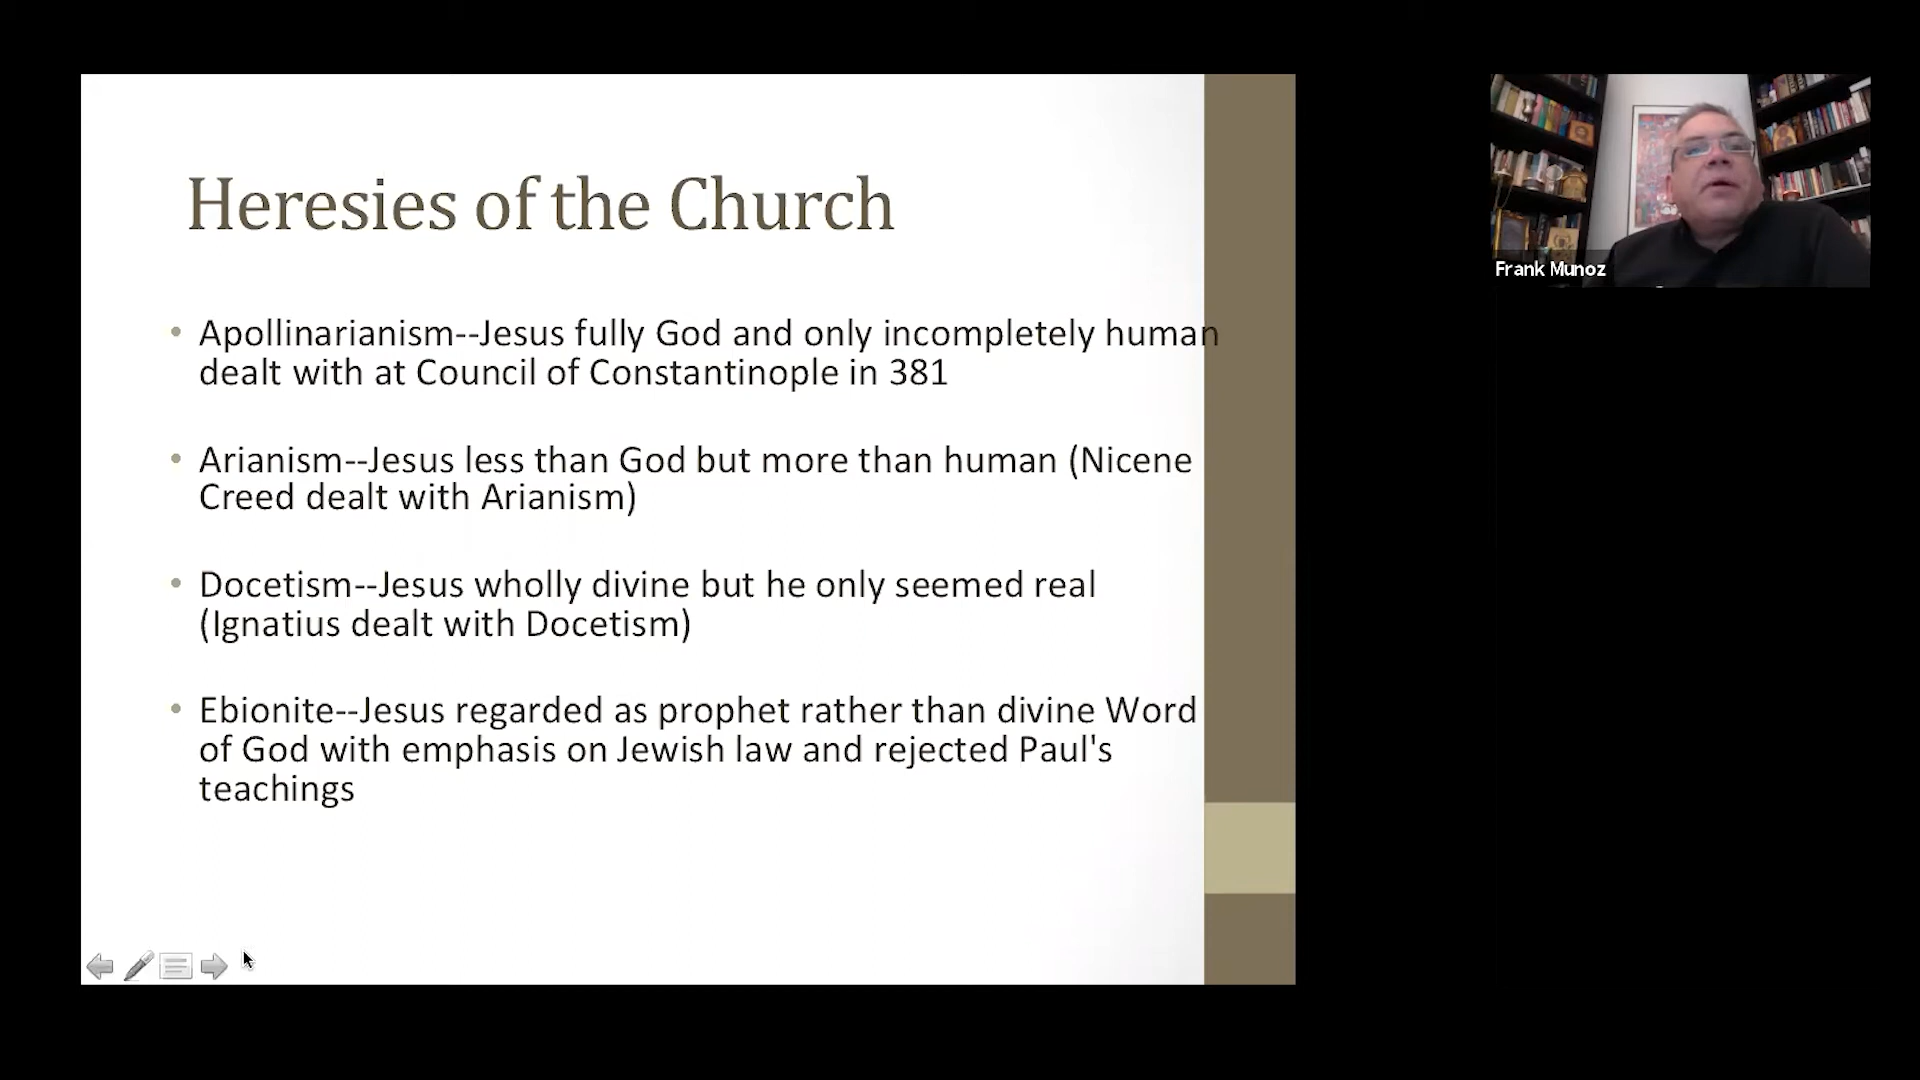 Heresies of the Church
• Apollinarianism--Jesus fully God and only incompletely human
dealt with at Council of Constantinople in 381
• Arianism--Jesus less than God but more than human (Nicene
Creed dealt with Arianism)
• Docetism--Jesus wholly divine but he only seemed real
(Ignatius dealt with Docetism)
• Ebionite--Jesus regarded as prophet rather than divine Word
of God with emphasis on Jewish law and rejected Paul's
teachings
Frank Munoz